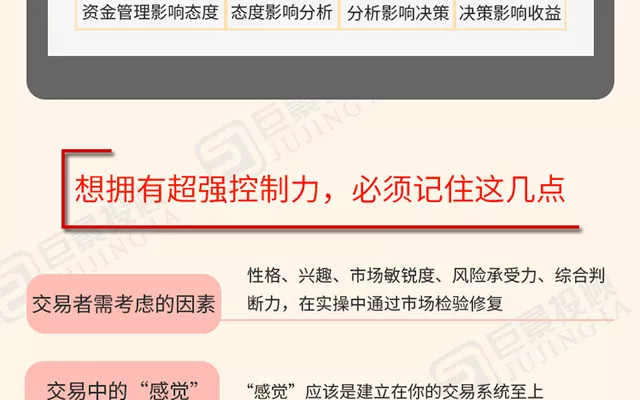 资金管理影响态度 态度影响分析 分析影响决策 决策影响收益
想拥有超强控制力，必须记住这几点
交易者需考虑的因素
性格、兴趣、市场敏锐度、风险承受力、综合判
断力，在实操中通过市场检验修复
交易中的“感觉”
“感觉”应该是建立在你的交易系统至上
巨景投顾
JUJINGTA